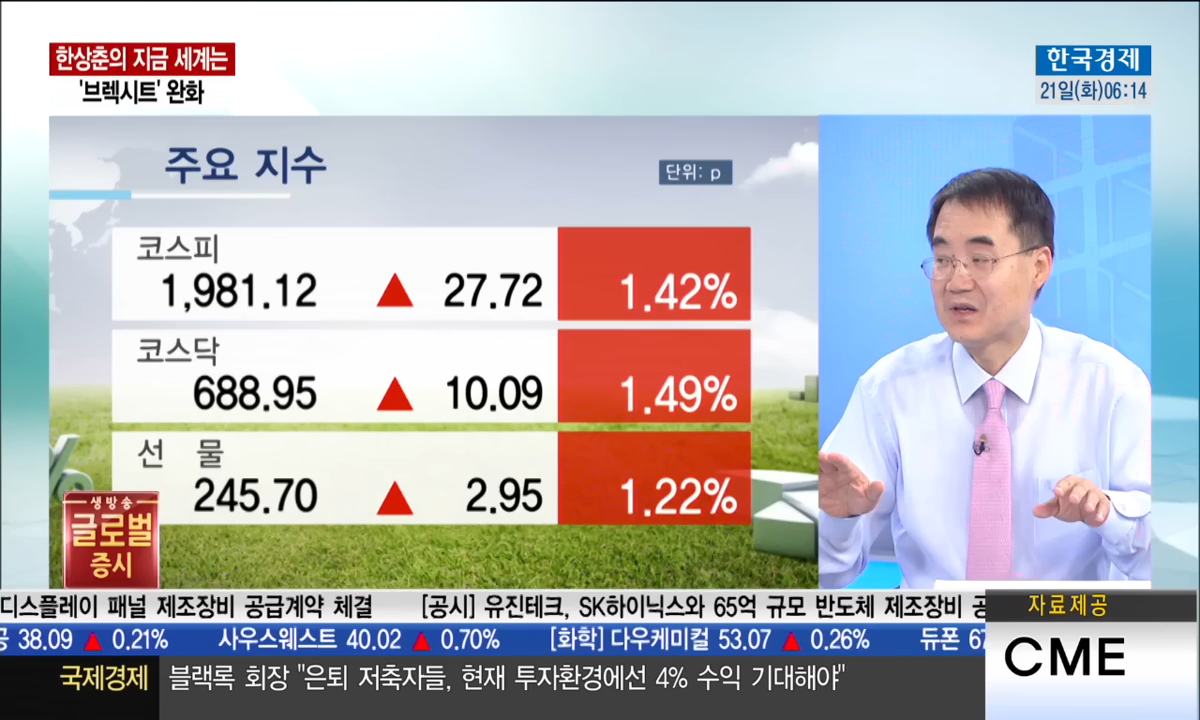 한상춘의 지금 세계는
'브렉시트' 완화
한국경제
21일(화)06:14
주요 지수
단위: p
코스피
1,981.12 ▲ 27.72 1.42%
코스닥
688.95 ▲ 10.09 1.49%
선 물
245.70 ▲ 2.95 1.22%
생방송
글로벌
증시
디스플레이 패널 제조장비 공급계약 체결 [공시] 유진테크, SK하이닉스와 65억 규모 반도체 제조장비 공
38.09 ▲ 0.21% 사우스웨스트 40.02 ▲ 0.70% [화학] 다우케미컬 53.07 ▲ 0.26% 듀폰 67
자료제공
CME
국제경제 블랙록 회장 "은퇴 저축자들, 현재 투자환경에선 4% 수익 기대해야"